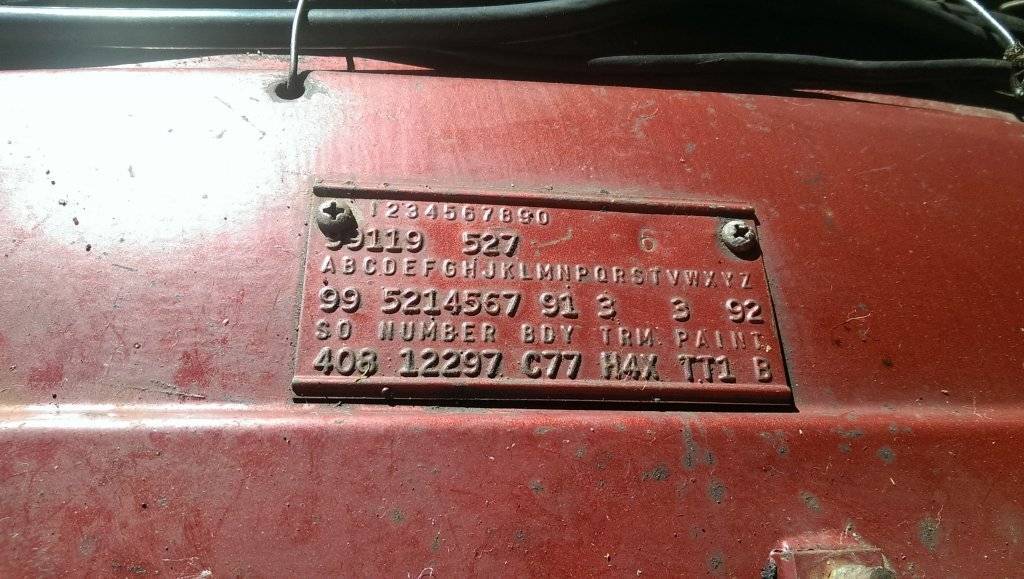 1234567890
99119 527 6
ABCDEFGHJKLMNPQRSTVWXYZ
99 5214567 91 3 3 92
SO NUMBER BDY TRM. PAINT
408 12297 C77 H4X TT1 B